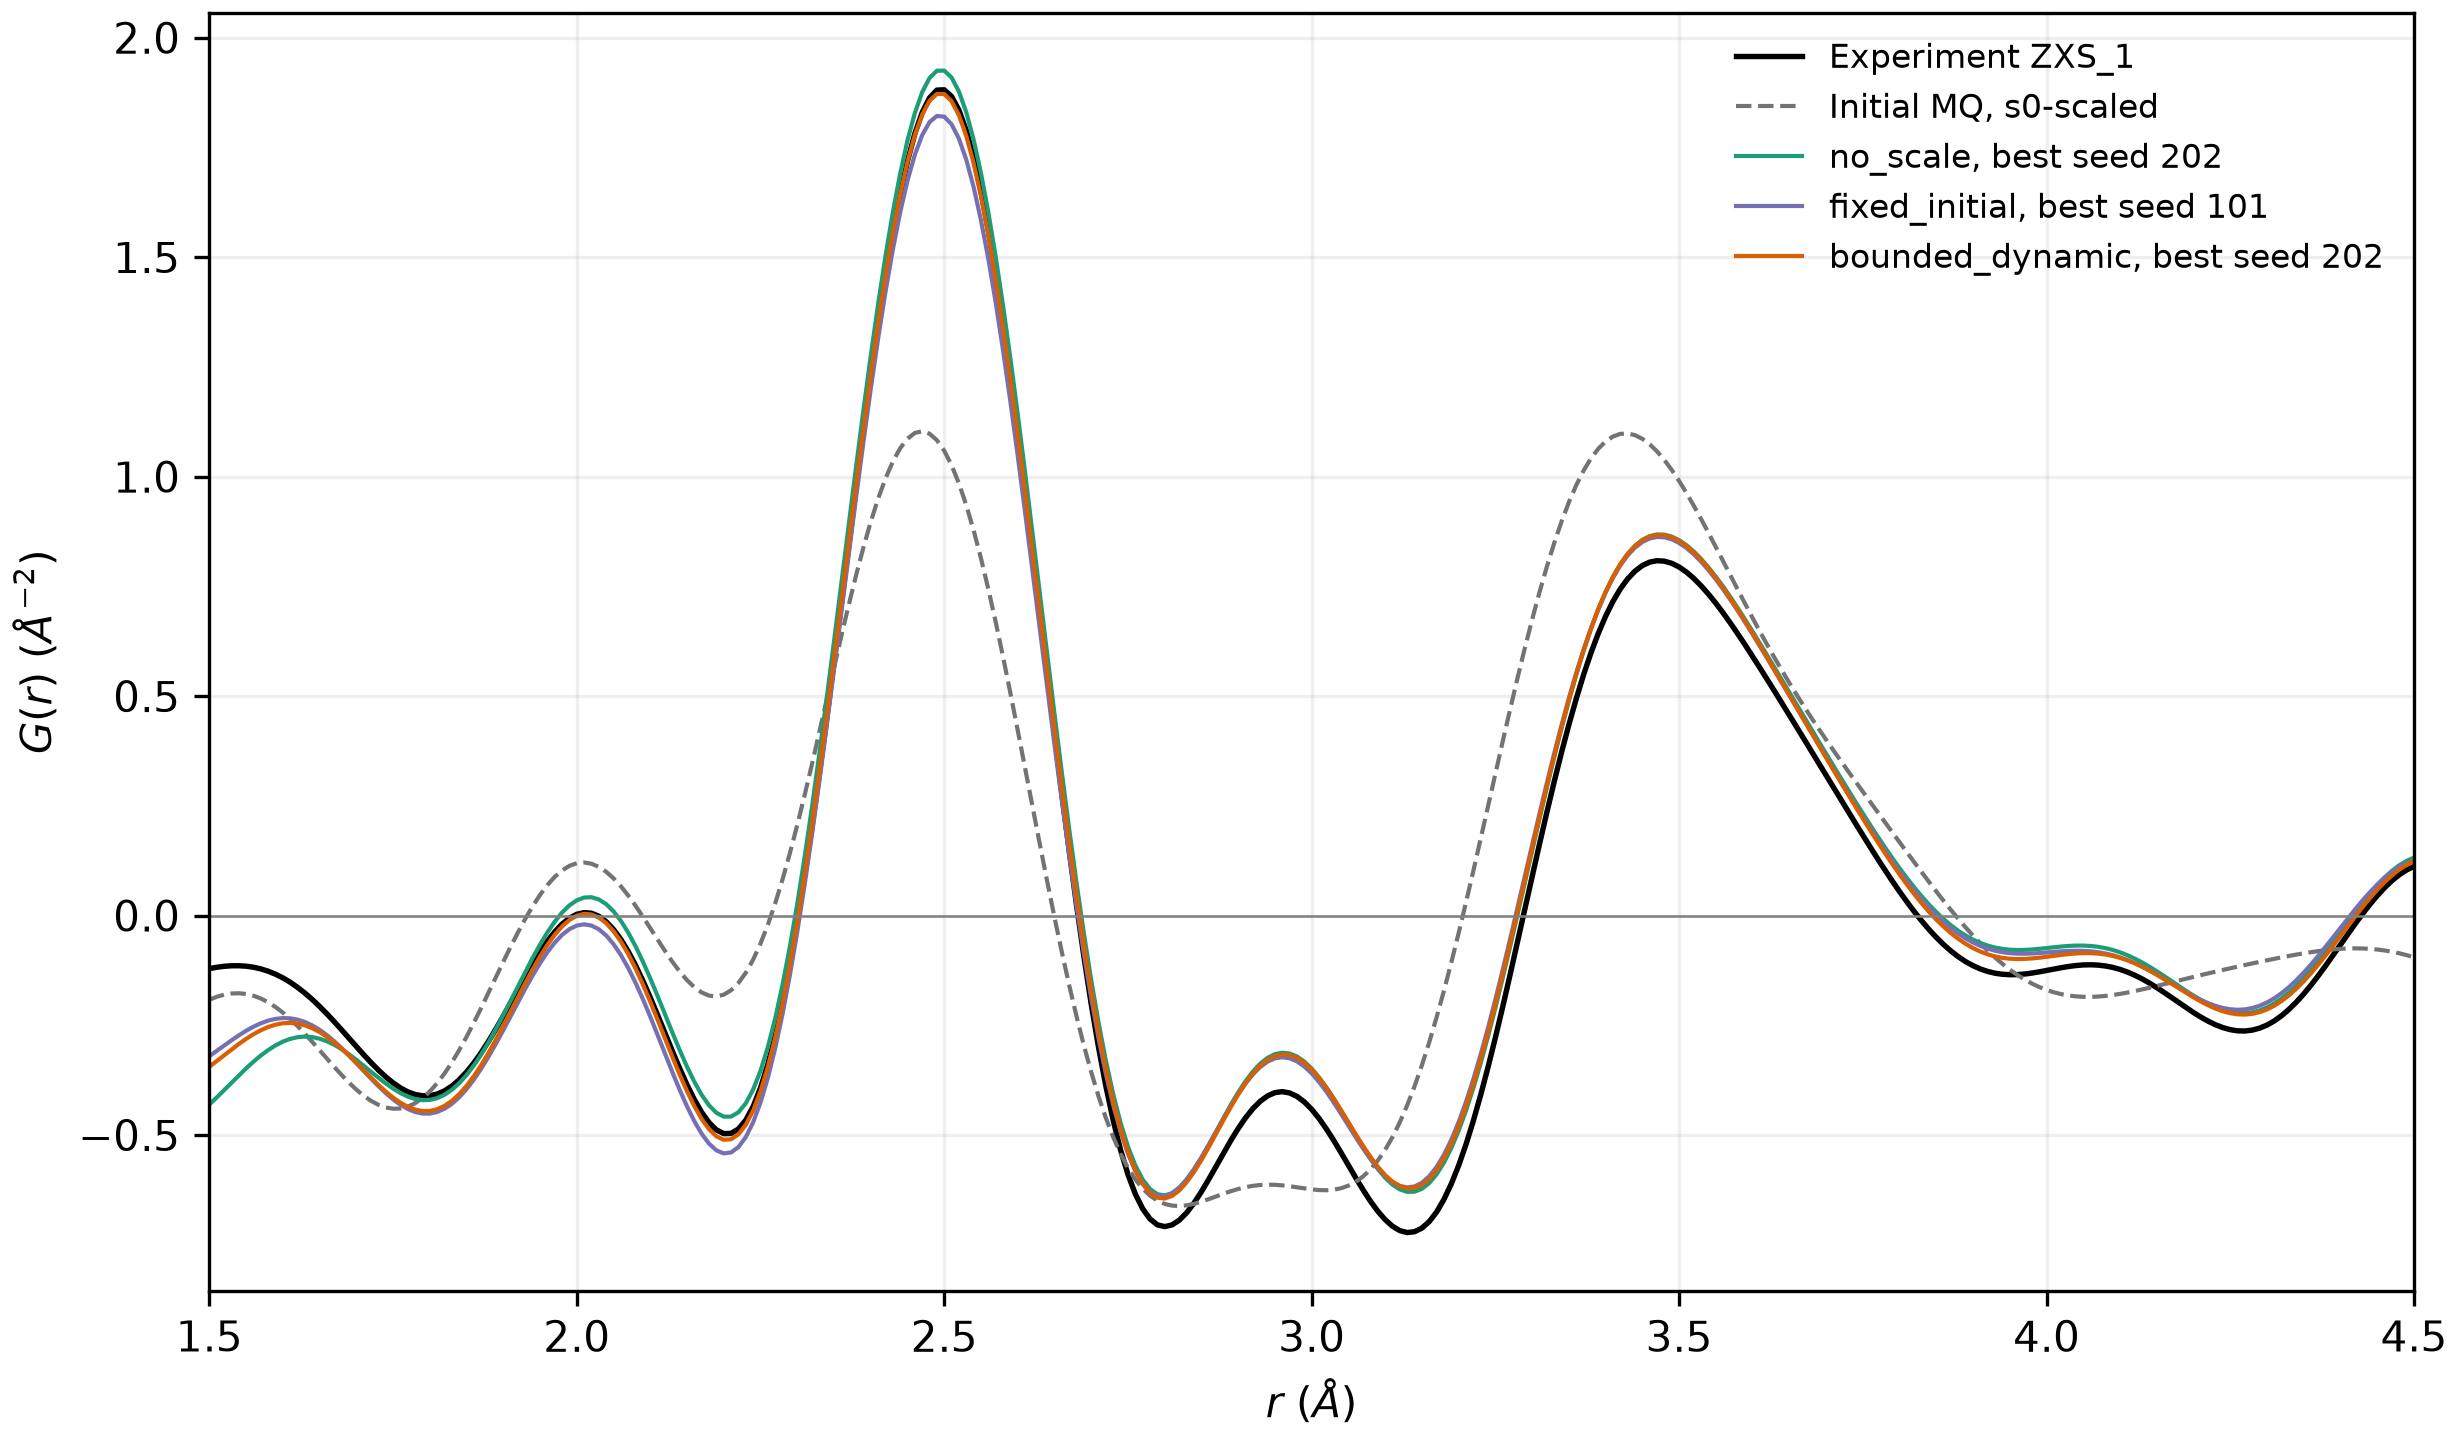 2.0
1.5
1.0
0.5
0.0
−0.5
G(r) (Å⁻²)
Experiment ZXS_1
Initial MQ, s0-scaled
no_scale, best seed 202
fixed_initial, best seed 101
bounded_dynamic, best seed 202
1.5 2.0 2.5 3.0 3.5 4.0 4.5
r (Å)